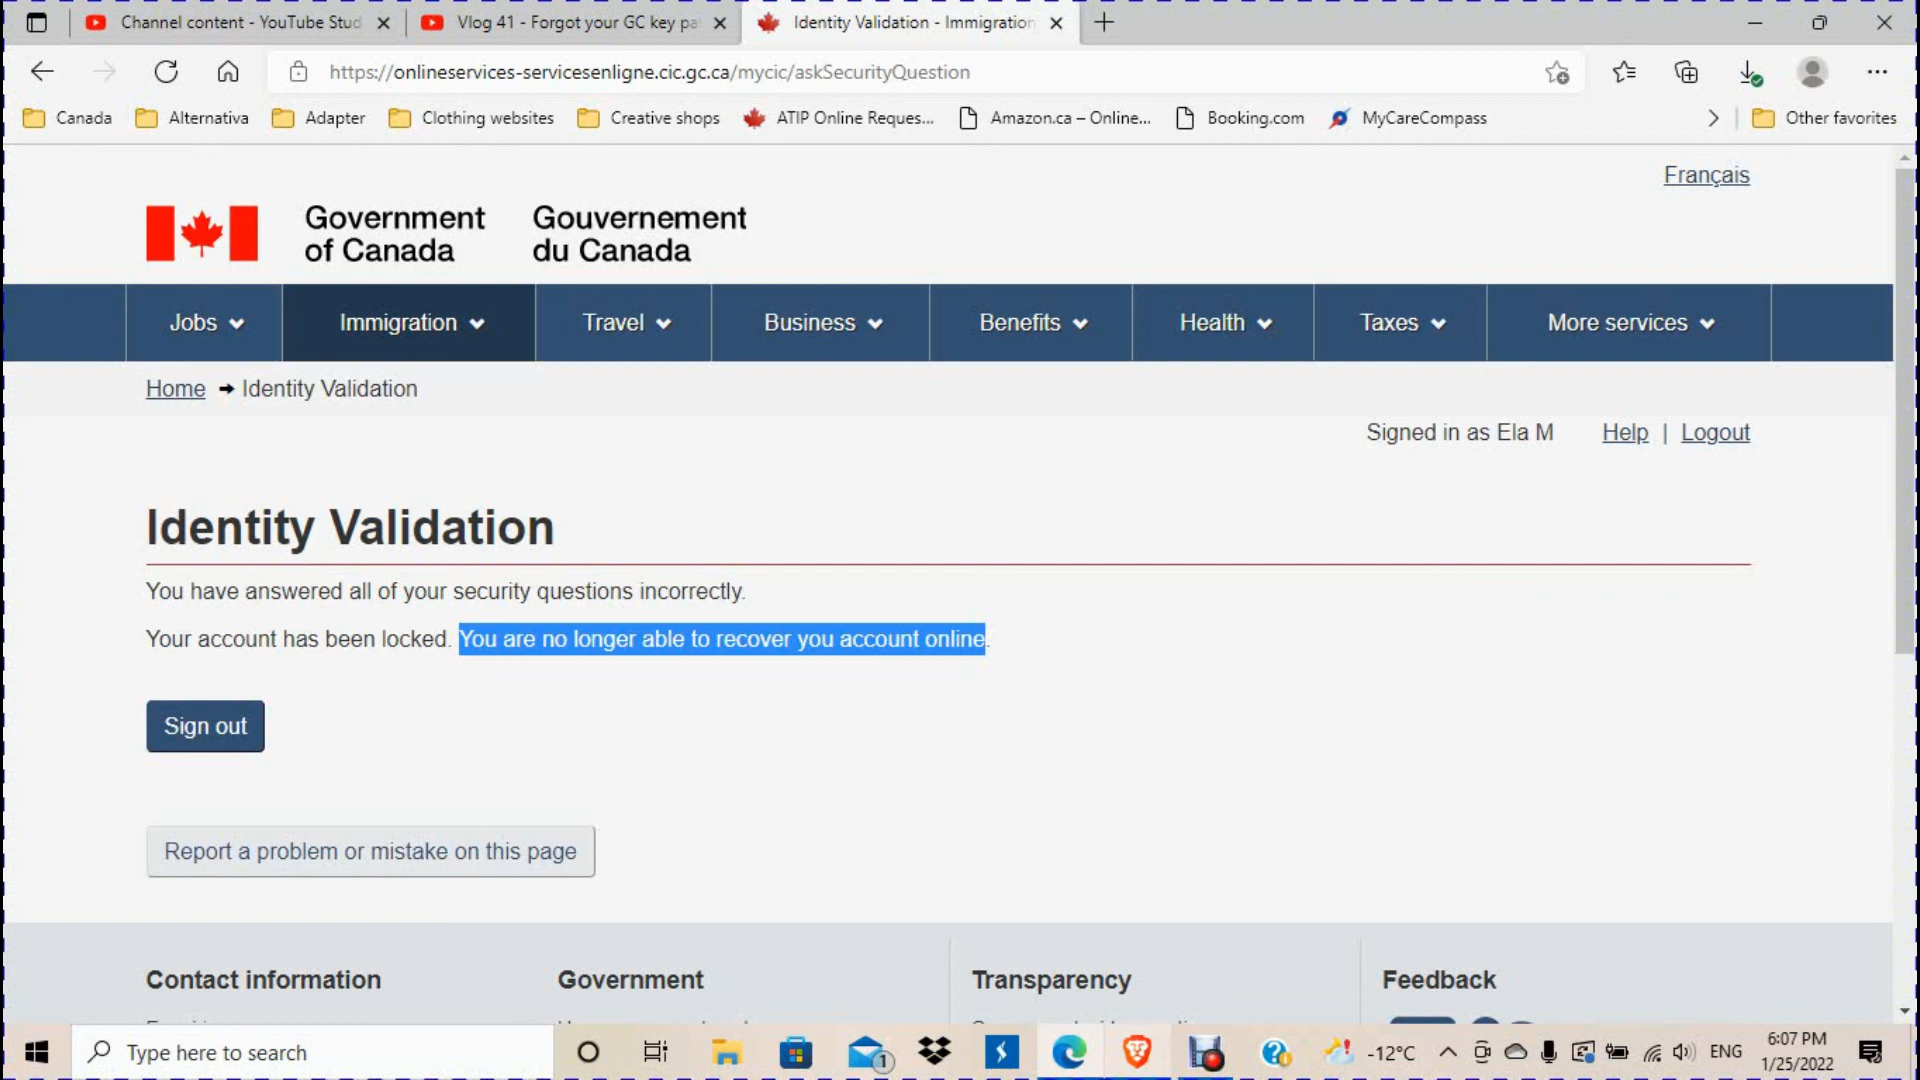 Channel content - YouTube Stud
Vlog 41 - Forgot your GC key pa
Identity Validation - Immigration
https://onlineservices-servicesenligne.cic.gc.ca/mycic/askSecurityQuestion
Canada
Alternativa
Adapter
Clothing websites
Creative shops
ATIP Online Reques...
Amazon.ca – Online...
Booking.com
MyCareCompass
Other favorites
Français
Government of Canada
Gouvernement du Canada
Jobs
Immigration
Travel
Business
Benefits
Health
Taxes
More services
Home → Identity Validation
Signed in as Ela M
Help | Logout
Identity Validation
You have answered all of your security questions incorrectly.
Your account has been locked. You are no longer able to recover you account online.
Sign out
Report a problem or mistake on this page
Contact information
Government
Transparency
Feedback
Type here to search
1
-12°C
ENG
6:07 PM
1/25/2022